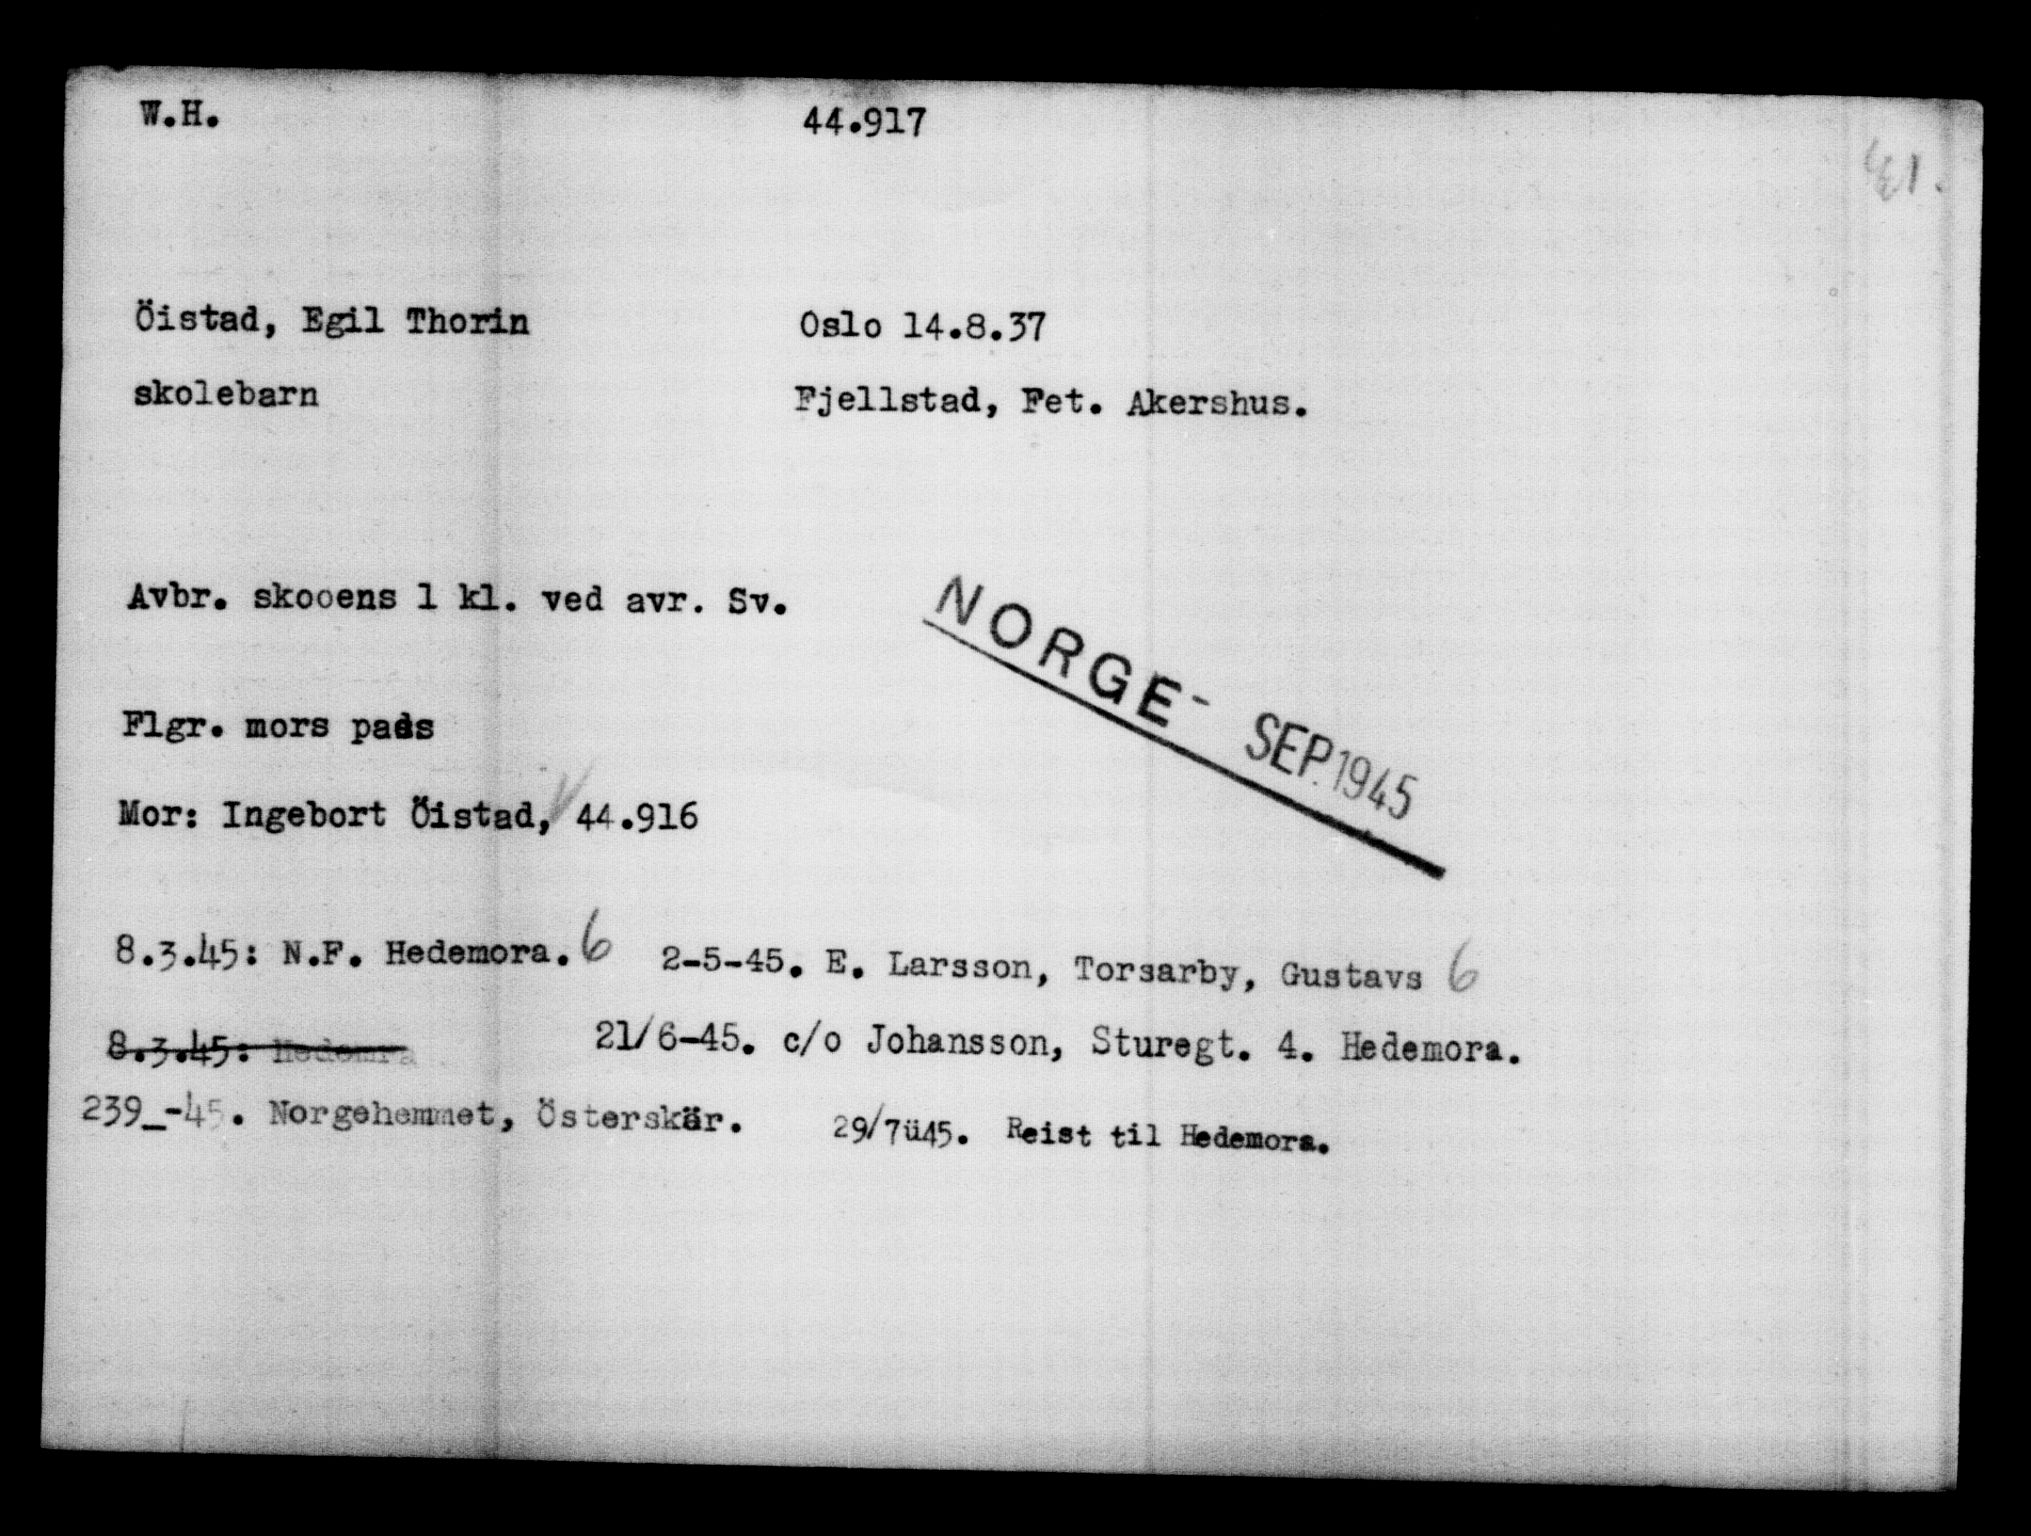 W.H. 44.917
Öistad, Egil Thorin Oslo 14.8.37
skolebarn Fjellstad, Fet. Akershus.
Avbr. skooens 1 kl. ved avr. Sv.
NORGE - SEP. 1945
Flgr. mors pass
Mor: Ingebort Öistad, 44.916
8.3.45: N.F. Hedemora. 6 2-5-45. E. Larsson, Torsarby, Gustavs 6
8.3.45: Hedemra 21/6-45. c/o Johansson, Sturegt. 4. Hedemora.
239_-45. Norgehemmet, Österskär. 29/7ü45. Reist til Hedemora.